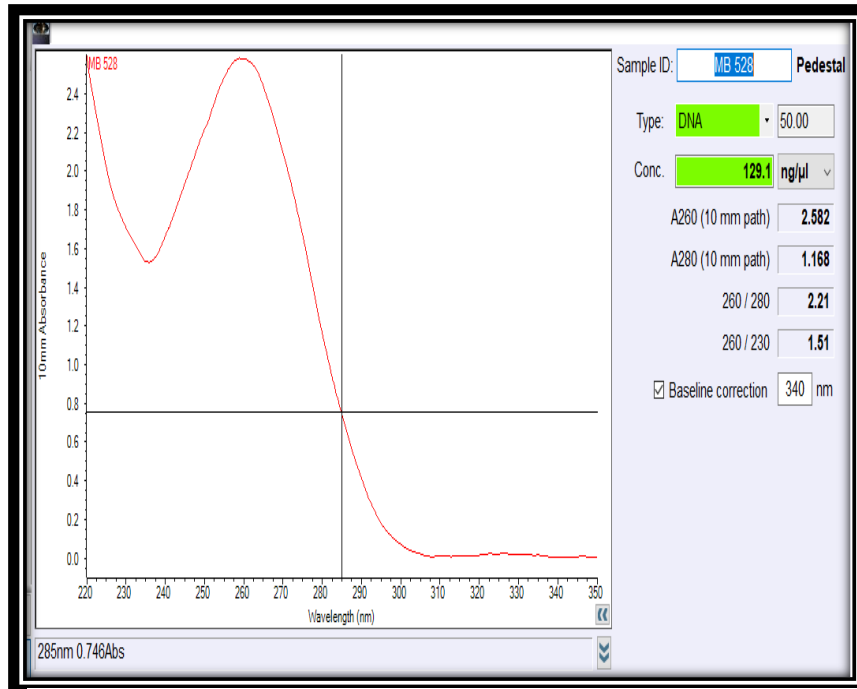 MB 528
2.4
2.2
2.0
1.8
1.6
1.4
1.2
1.0
0.8
0.6
0.4
0.2
0.0
10mm Absorbance
220 230 240 250 260 270 280 290 300 310 320 330 340 350
Wavelength (nm)
285nm 0.746Abs
Sample ID: MB 528 Pedestal
Type: DNA 50.00
Conc. 129.1 ng/µl
A260 (10 mm path) 2.582
A280 (10 mm path) 1.168
260 / 280 2.21
260 / 230 1.51
Baseline correction 340 nm